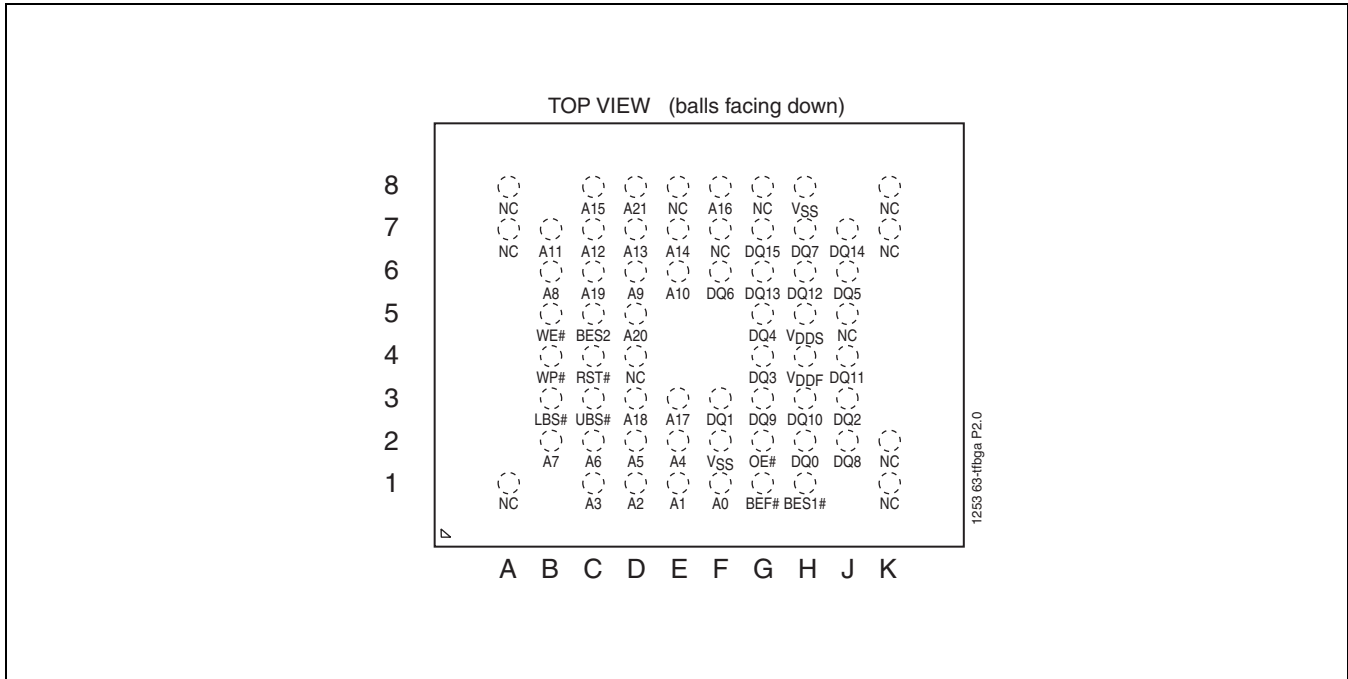 TOP VIEW (balls facing down)
8
NC A15 A21 NC A16 NC VSS NC
7
NC A11 A12 A13 A14 NC DQ15 DQ7 DQ14 NC
6
A8 A19 A9 A10 DQ6 DQ13 DQ12 DQ5
5
WE# BES2 A20 DQ4 VDDS NC
4
WP# RST# NC DQ3 VDDF DQ11
3
LBS# UBS# A18 A17 DQ1 DQ9 DQ10 DQ2
2
A7 A6 A5 A4 VSS OE# DQ0 DQ8 NC
1
NC A3 A2 A1 A0 BEF# BES1# NC
A B C D E F G H J K
1253 63-tfbga P2.0